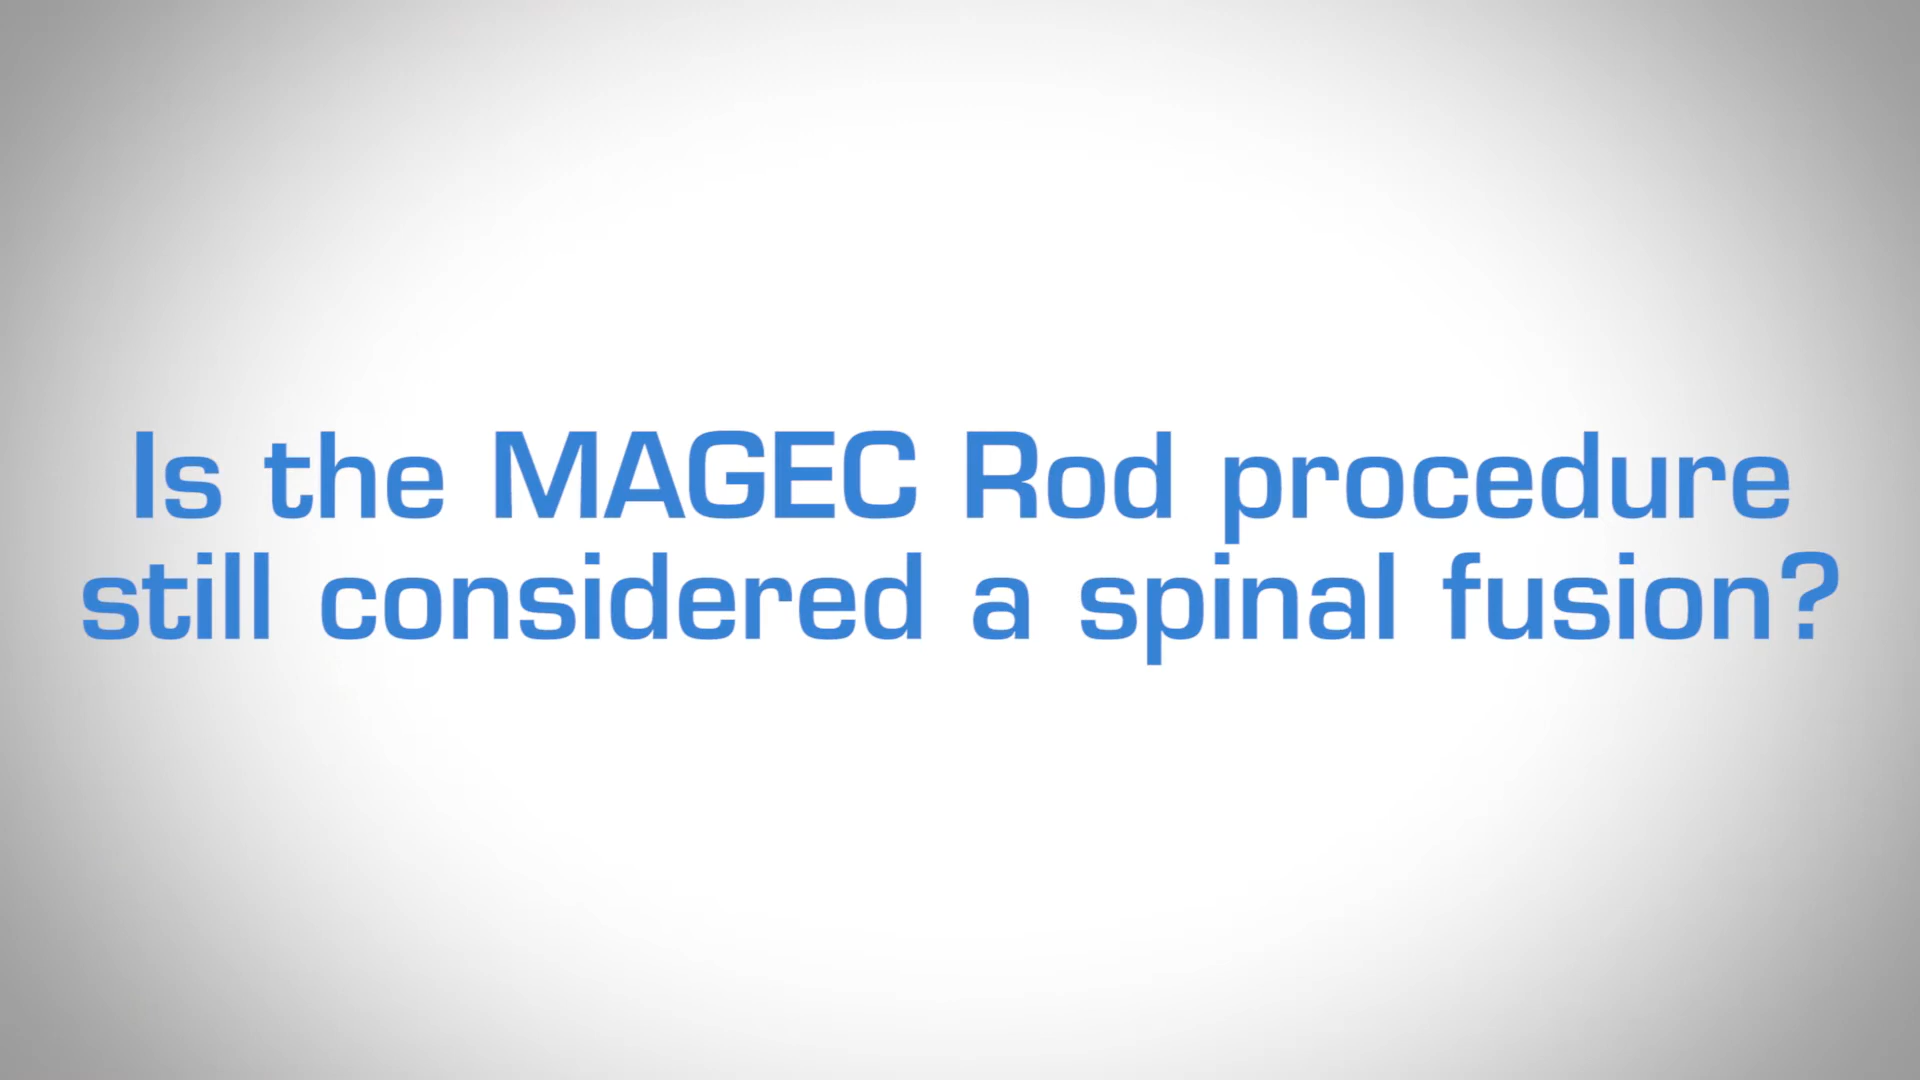 Is the MAGEC Rod procedure
still considered a spinal fusion?